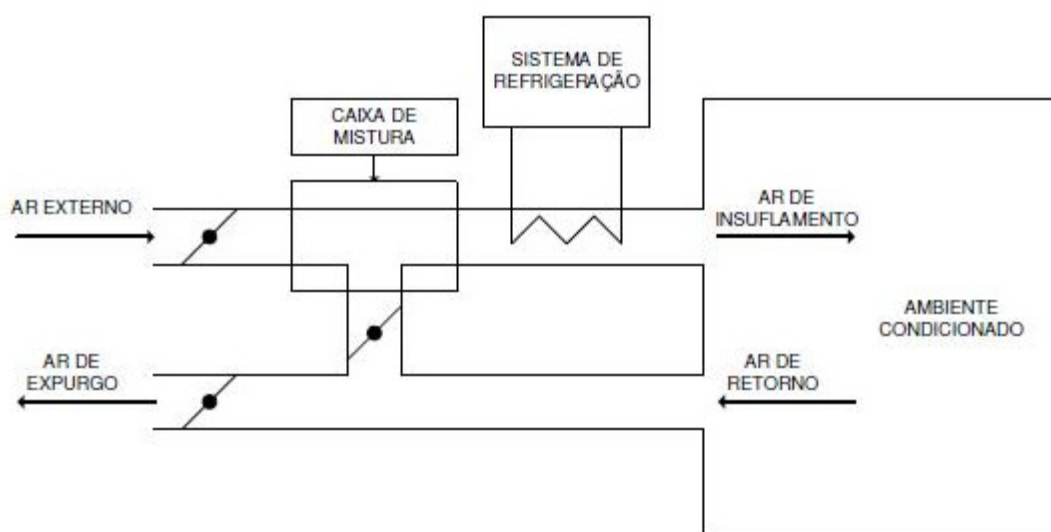 SISTEMA DE
REFRIGERAÇÃO
CAIXA DE
MISTURA
AR EXTERNO
AR DE
INSUFLAMENTO
AMBIENTE
CONDICIONADO
AR DE
EXPURGO
AR DE
RETORNO